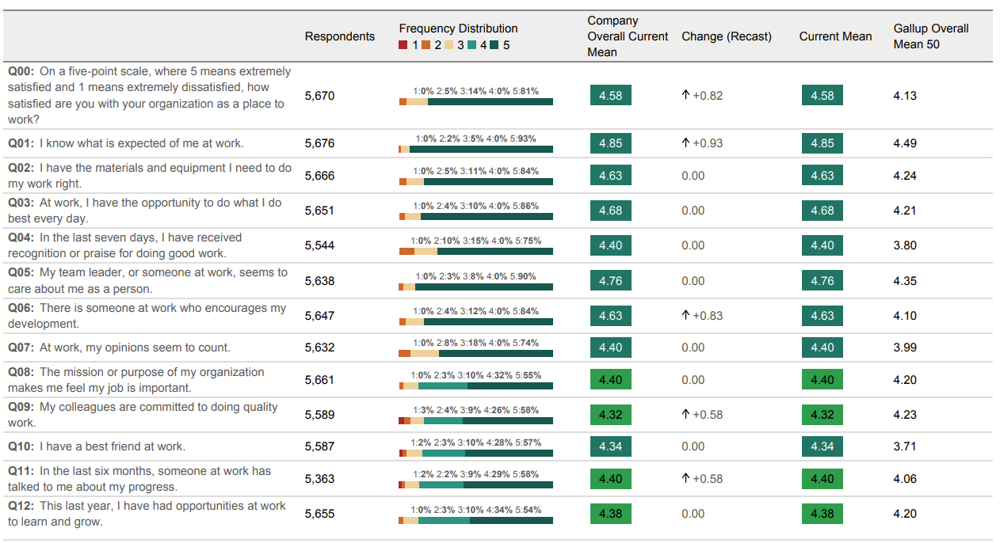 Respondents
Frequency Distribution
1 2 3 4 5
Company
Overall Current
Mean
Change (Recast)
Current Mean
Gallup Overall
Mean 50
Q00: On a five-point scale, where 5 means extremely
satisfied and 1 means extremely dissatisfied, how
satisfied are you with your organization as a place to
work?
5,670
1:0% 2:5% 3:14% 4:0% 5:81%
4.58
↑ +0.82
4.58
4.13
Q01: I know what is expected of me at work.
5,676
1:0% 2:2% 3:5% 4:0% 5:93%
4.85
↑ +0.93
4.85
4.49
Q02: I have the materials and equipment I need to do
my work right.
5,666
1:0% 2:5% 3:11% 4:0% 5:84%
4.63
0.00
4.63
4.24
Q03: At work, I have the opportunity to do what I do
best every day.
5,651
1:0% 2:4% 3:10% 4:0% 5:86%
4.68
0.00
4.68
4.21
Q04: In the last seven days, I have received
recognition or praise for doing good work.
5,544
1:0% 2:10% 3:15% 4:0% 5:75%
4.40
0.00
4.40
3.80
Q05: My team leader, or someone at work, seems to
care about me as a person.
5,638
1:0% 2:3% 3:8% 4:0% 5:90%
4.76
0.00
4.76
4.35
Q06: There is someone at work who encourages my
development.
5,647
1:0% 2:4% 3:12% 4:0% 5:84%
4.63
↑ +0.83
4.63
4.10
Q07: At work, my opinions seem to count.
5,632
1:0% 2:8% 3:18% 4:0% 5:74%
4.40
0.00
4.40
3.99
Q08: The mission or purpose of my organization
makes me feel my job is important.
5,661
1:0% 2:3% 3:10% 4:32% 5:55%
4.40
0.00
4.40
4.20
Q09: My colleagues are committed to doing quality
work.
5,589
1:3% 2:4% 3:9% 4:26% 5:58%
4.32
↑ +0.58
4.32
4.23
Q10: I have a best friend at work.
5,587
1:2% 2:3% 3:10% 4:28% 5:57%
4.34
0.00
4.34
3.71
Q11: In the last six months, someone at work has
talked to me about my progress.
5,363
1:2% 2:2% 3:9% 4:29% 5:58%
4.40
↑ +0.58
4.40
4.06
Q12: This last year, I have had opportunities at work
to learn and grow.
5,655
1:0% 2:3% 3:10% 4:34% 5:54%
4.38
0.00
4.38
4.20